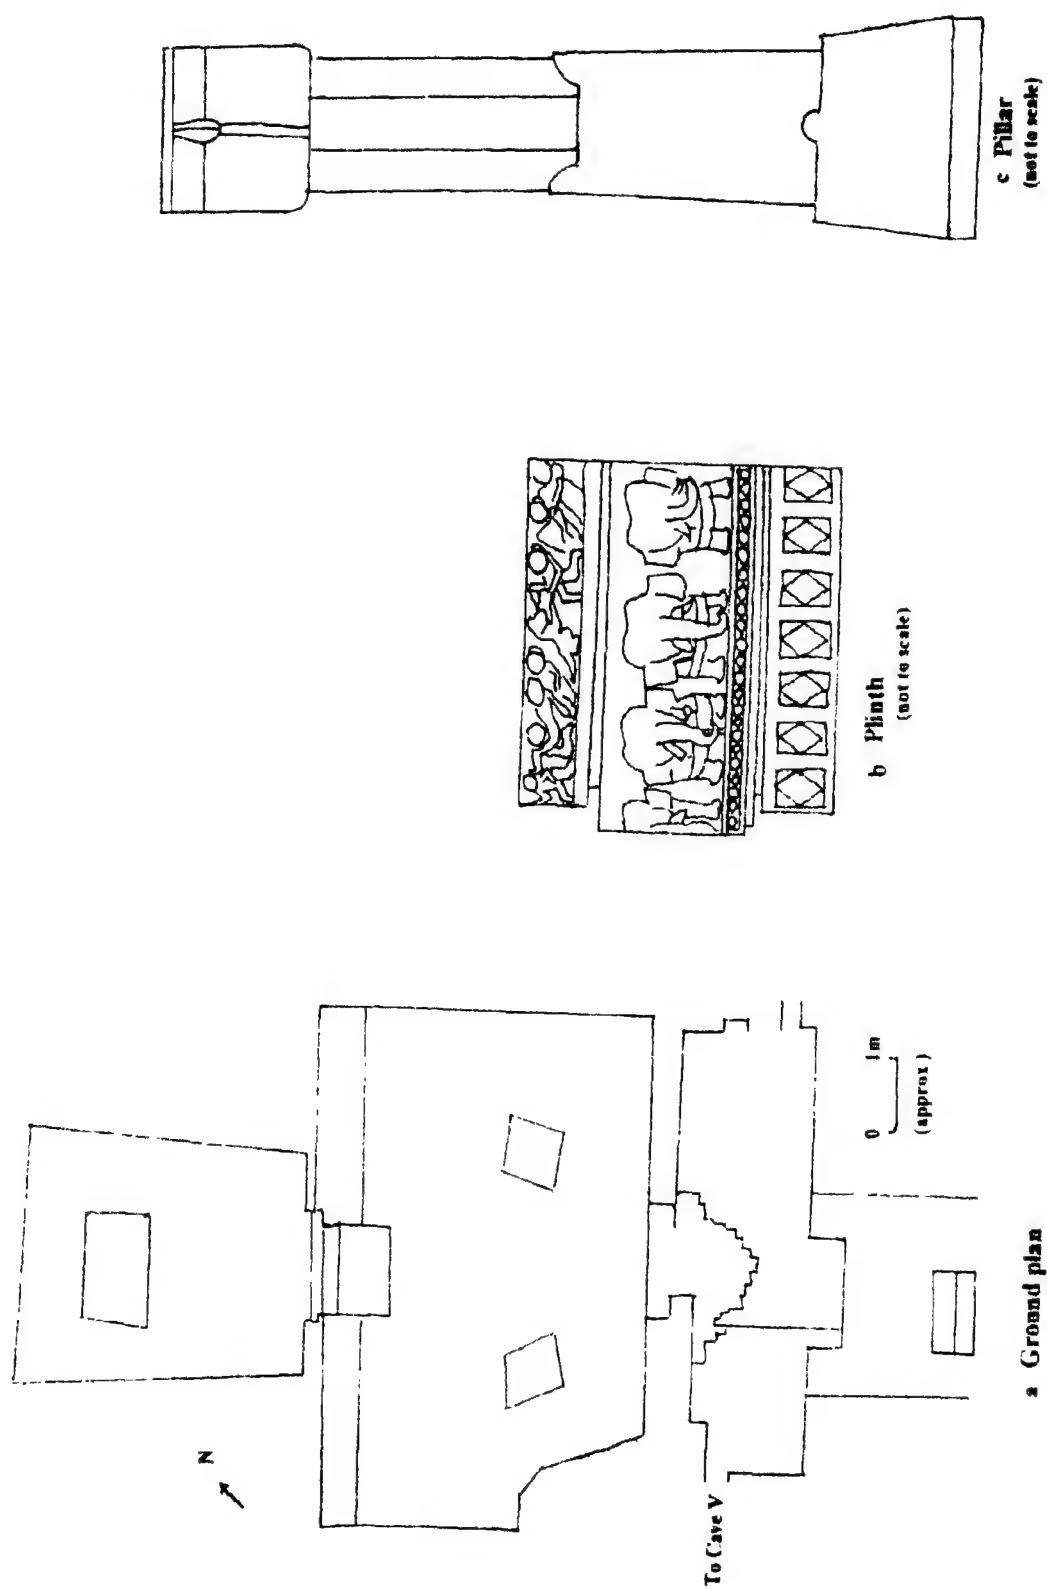 N
To Cave V
0 1m
(approx)
a Ground plan
b Plinth
(not to scale)
c Pillar
(not to scale)